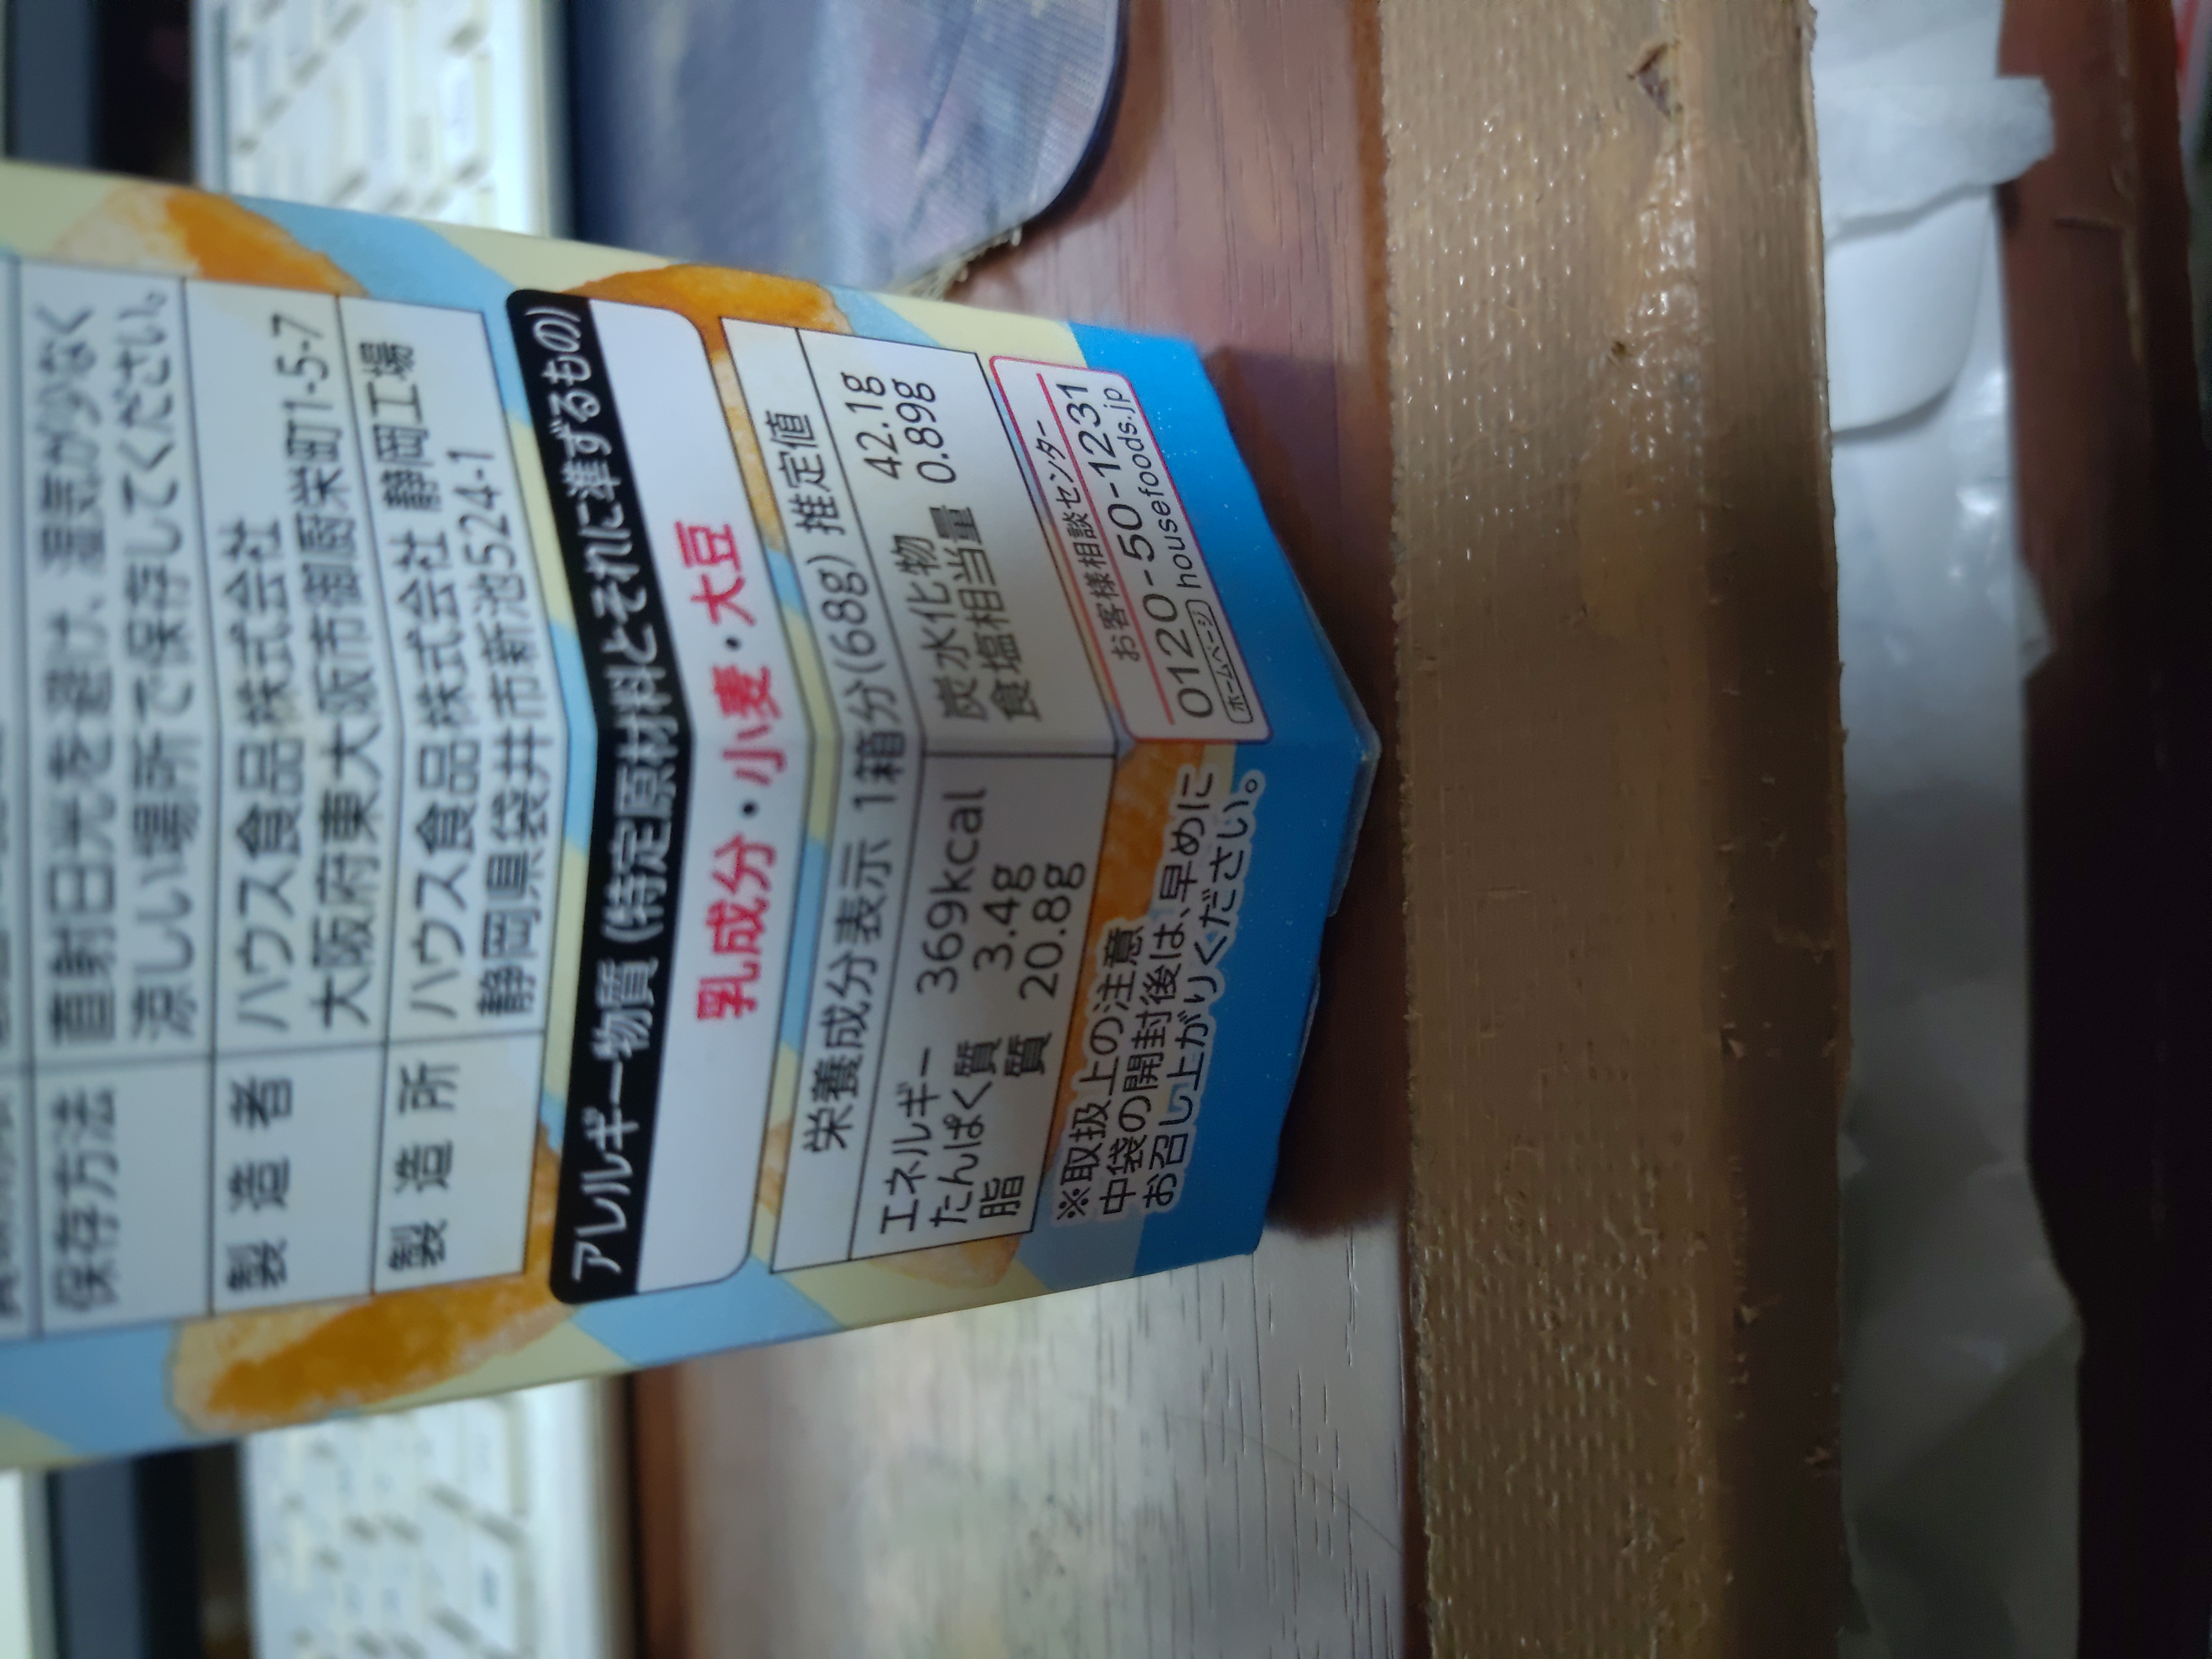 保存方法 直射日光を避け、湿気が少なく
涼しい場所で保存してください。
製造者 ハウス食品株式会社
大阪府東大阪市御厨栄町1-5-7
製造所 ハウス食品株式会社 静岡工場
静岡県袋井市新池524-1
アレルギー物質(特定原材料とそれに準ずるもの)
乳成分・小麦・大豆
栄養成分表示 1箱分(68g) 推定値
エネルギー 369kcal 炭水化物 42.1g
たんぱく質 3.4g 食塩相当量 0.89g
脂質 20.8g
※取扱上の注意
中袋の開封後は、早めに
お召し上がりください。
お客様相談センター
0120-50-1231
ホームページ housefoods.jp